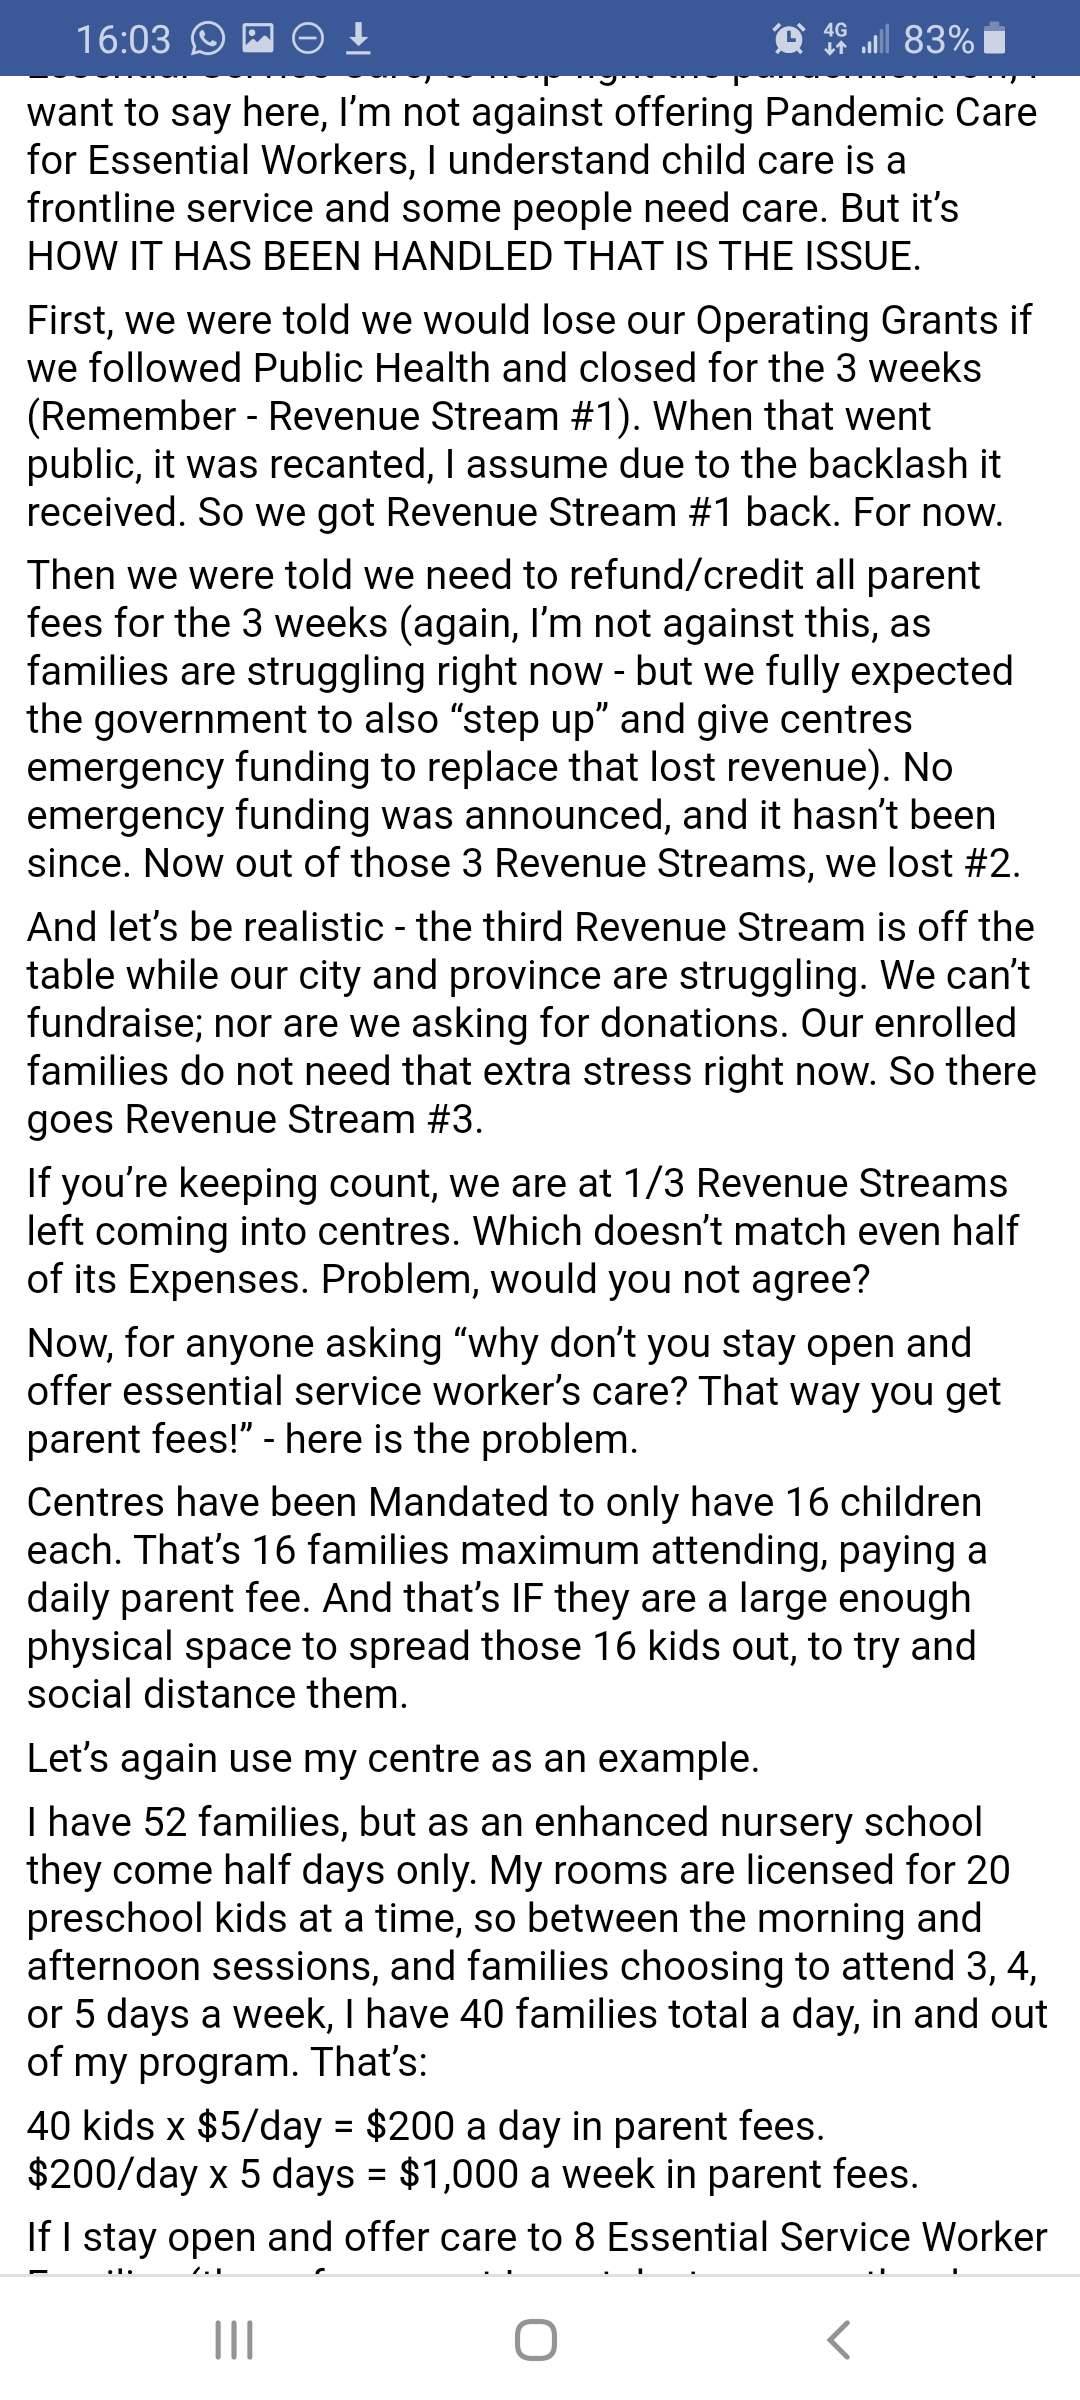 16:03
4G
83%
want to say here, I’m not against offering Pandemic Care
for Essential Workers, I understand child care is a
frontline service and some people need care. But it’s
HOW IT HAS BEEN HANDLED THAT IS THE ISSUE.
First, we were told we would lose our Operating Grants if
we followed Public Health and closed for the 3 weeks
(Remember - Revenue Stream #1). When that went
public, it was recanted, I assume due to the backlash it
received. So we got Revenue Stream #1 back. For now.
Then we were told we need to refund/credit all parent
fees for the 3 weeks (again, I’m not against this, as
families are struggling right now - but we fully expected
the government to also “step up” and give centres
emergency funding to replace that lost revenue). No
emergency funding was announced, and it hasn’t been
since. Now out of those 3 Revenue Streams, we lost #2.
And let’s be realistic - the third Revenue Stream is off the
table while our city and province are struggling. We can’t
fundraise; nor are we asking for donations. Our enrolled
families do not need that extra stress right now. So there
goes Revenue Stream #3.
If you’re keeping count, we are at 1/3 Revenue Streams
left coming into centres. Which doesn’t match even half
of its Expenses. Problem, would you not agree?
Now, for anyone asking “why don’t you stay open and
offer essential service worker’s care? That way you get
parent fees!” - here is the problem.
Centres have been Mandated to only have 16 children
each. That’s 16 families maximum attending, paying a
daily parent fee. And that’s IF they are a large enough
physical space to spread those 16 kids out, to try and
social distance them.
Let’s again use my centre as an example.
I have 52 families, but as an enhanced nursery school
they come half days only. My rooms are licensed for 20
preschool kids at a time, so between the morning and
afternoon sessions, and families choosing to attend 3, 4,
or 5 days a week, I have 40 families total a day, in and out
of my program. That’s:
40 kids x $5/day = $200 a day in parent fees.
$200/day x 5 days = $1,000 a week in parent fees.
If I stay open and offer care to 8 Essential Service Worker